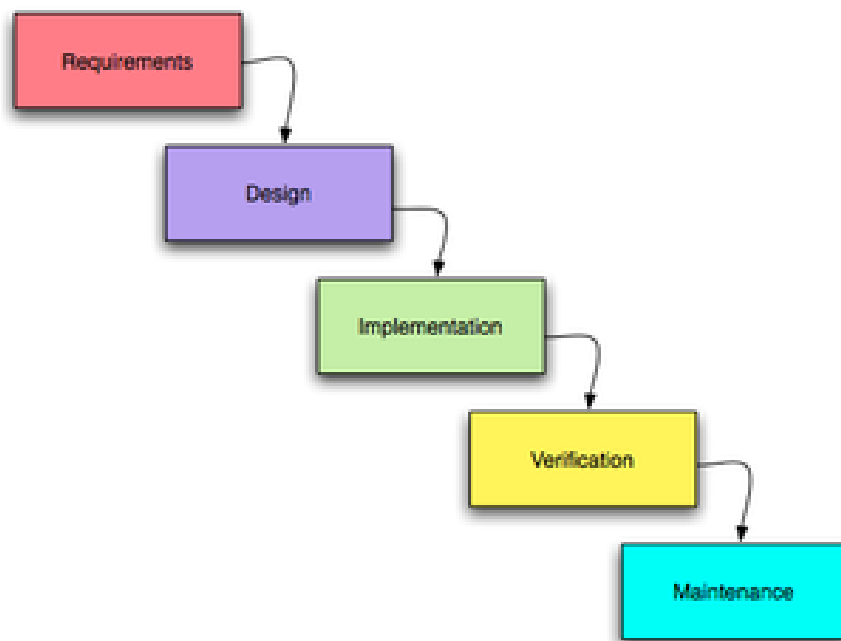 Requirements
Design
Implementation
Verification
Maintenance